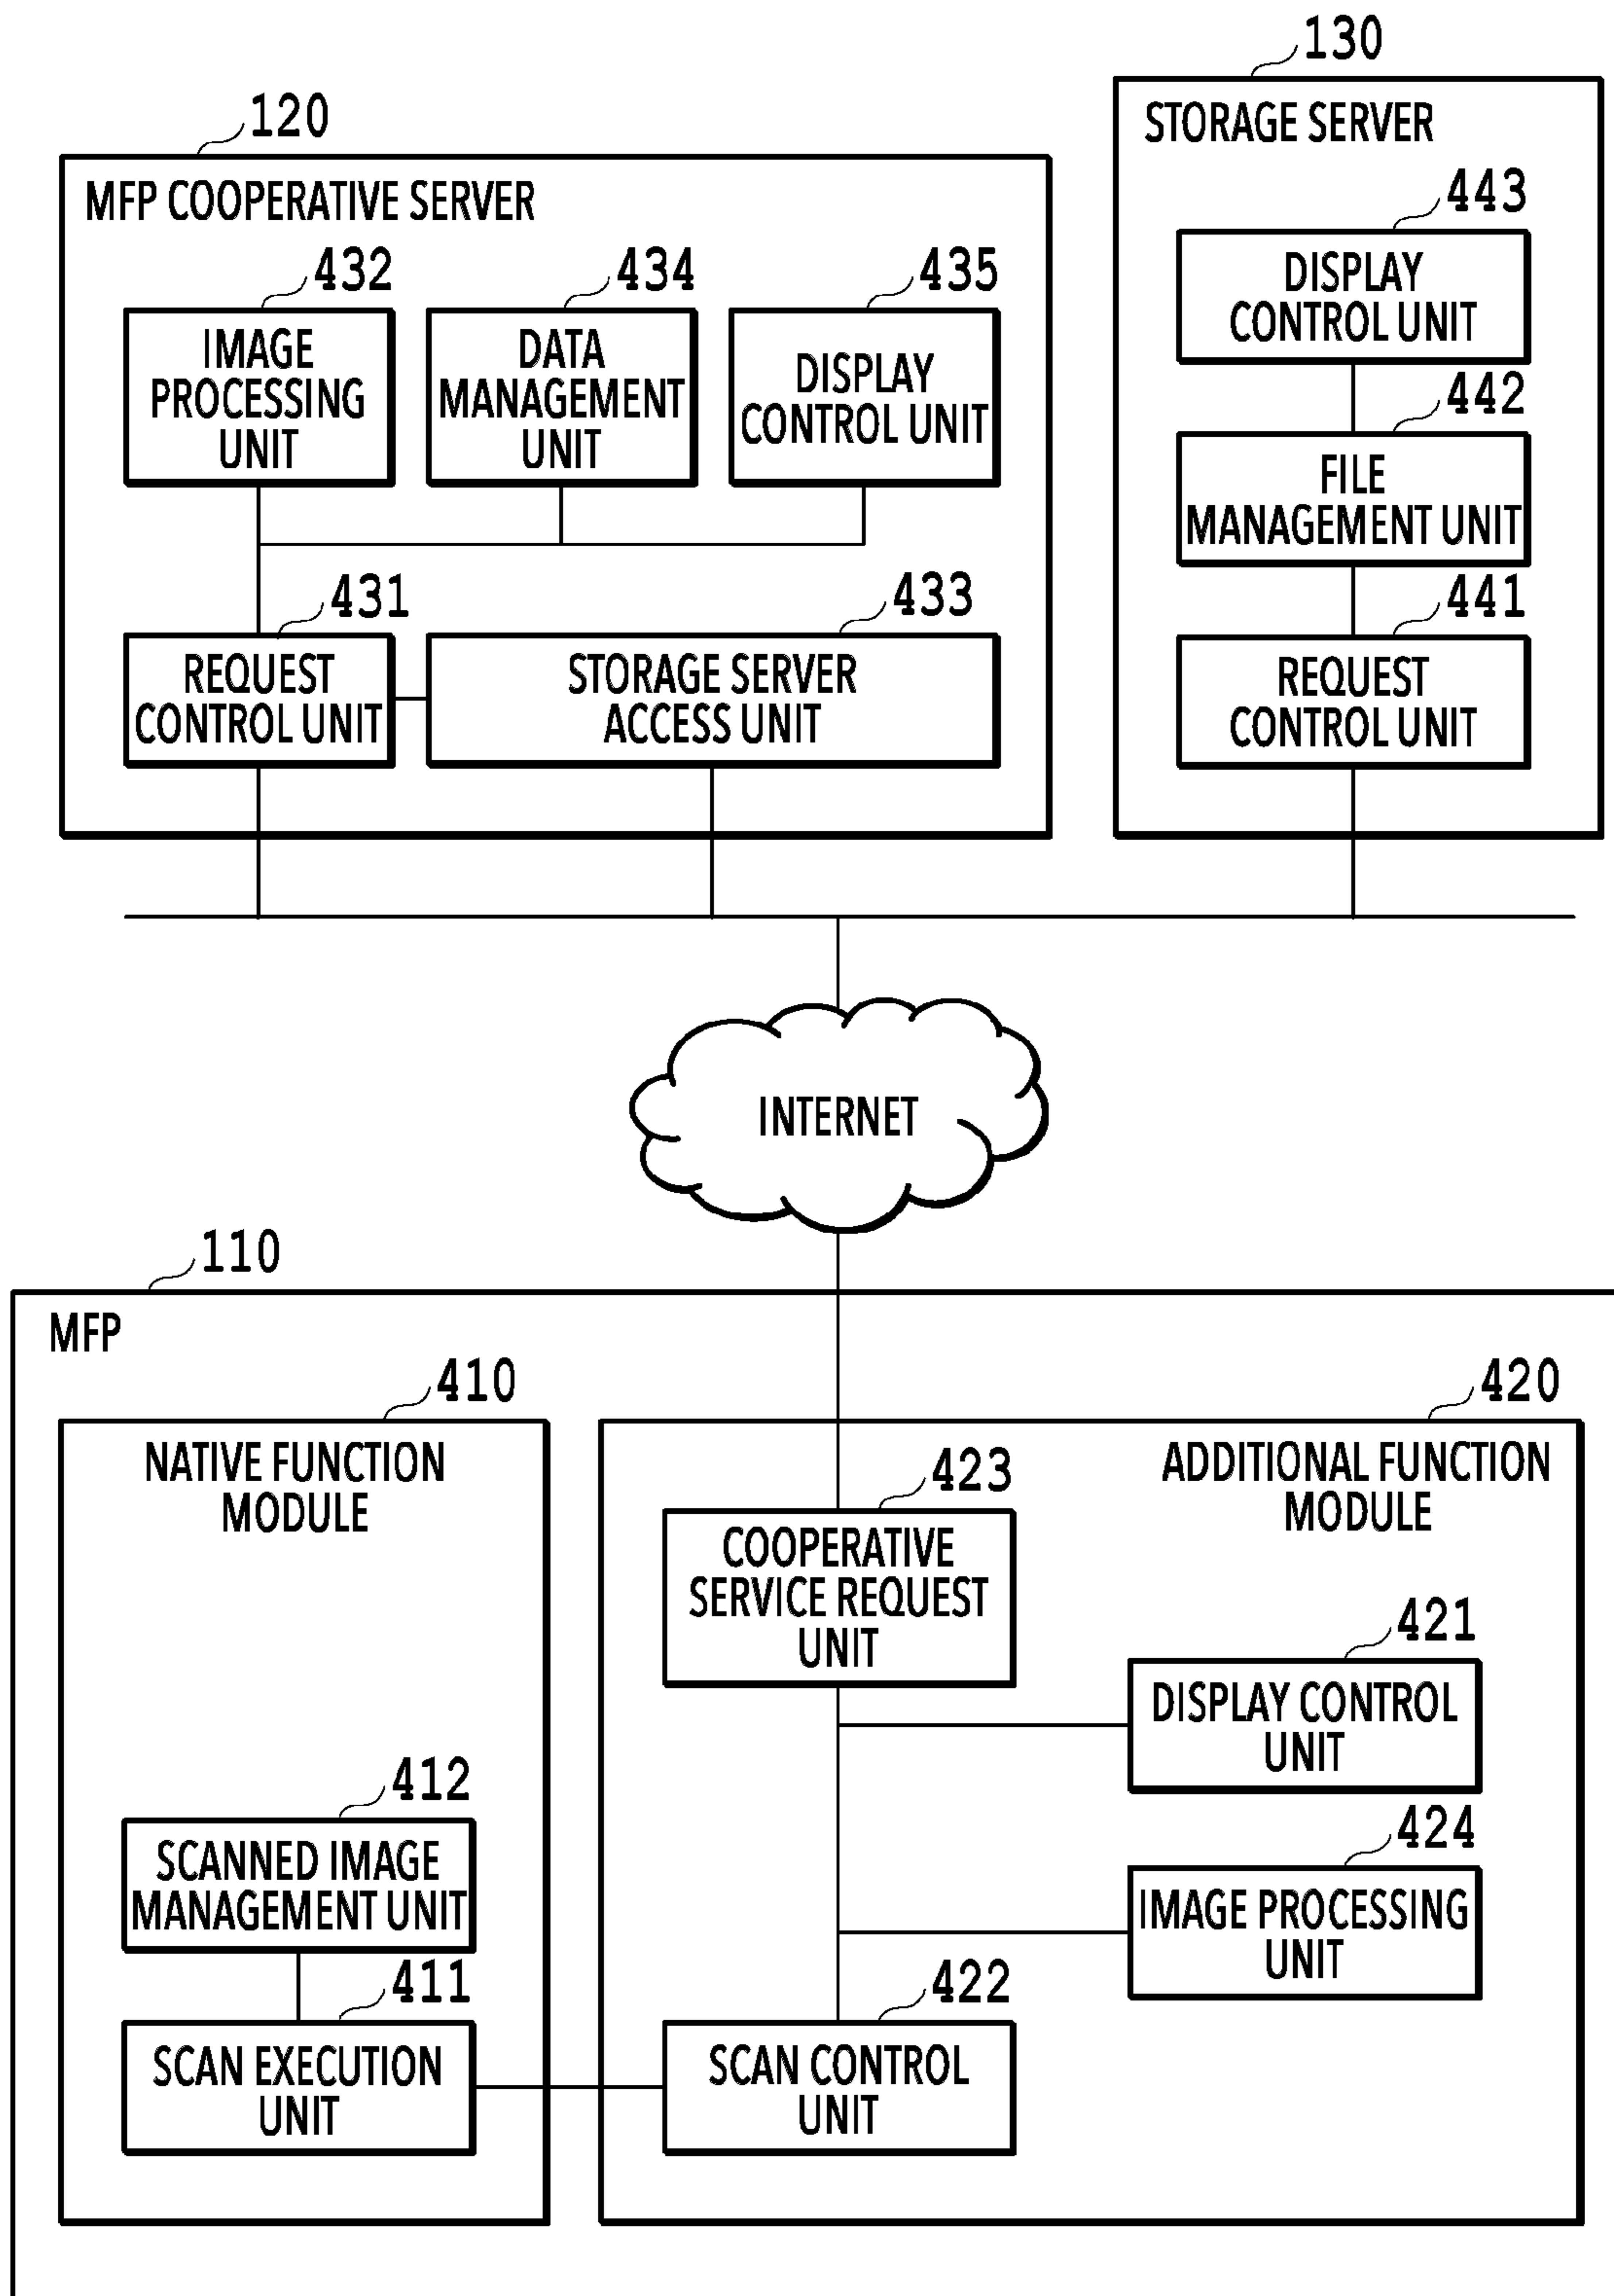 130
STORAGE SERVER
120
MFP COOPERATIVE SERVER
443
DISPLAY
CONTROL UNIT
432
434
435
IMAGE
PROCESSING
UNIT
DATA
MANAGEMENT
UNIT
DISPLAY
CONTROL UNIT
442
FILE
MANAGEMENT UNIT
431
433
441
REQUEST
CONTROL UNIT
STORAGE SERVER
ACCESS UNIT
REQUEST
CONTROL UNIT
INTERNET
110
MFP
410
420
NATIVE FUNCTION
MODULE
ADDITIONAL FUNCTION
MODULE
423
COOPERATIVE
SERVICE REQUEST
UNIT
421
DISPLAY CONTROL
UNIT
412
SCANNED IMAGE
MANAGEMENT UNIT
424
IMAGE PROCESSING
UNIT
411
422
SCAN EXECUTION
UNIT
SCAN CONTROL
UNIT